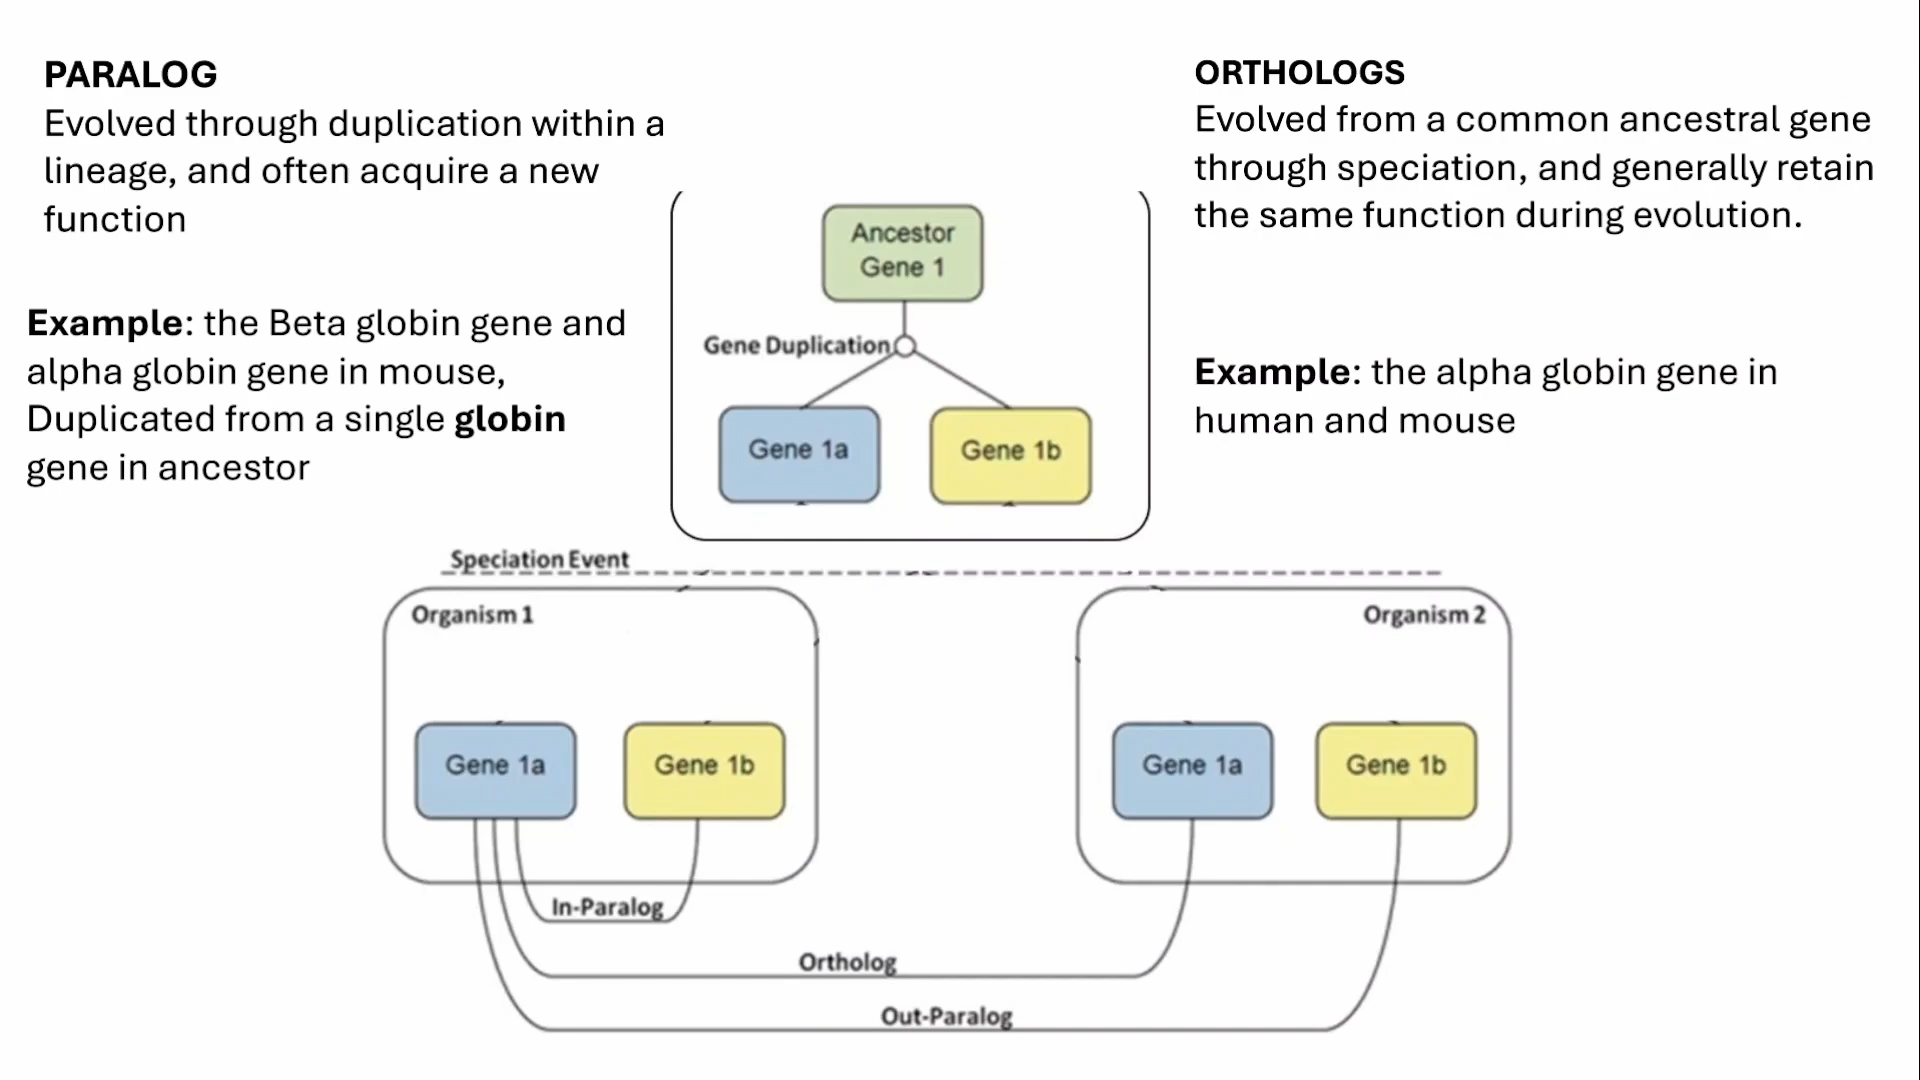 PARALOG
Evolved through duplication within a
lineage, and often acquire a new
function
Example: the Beta globin gene and
alpha globin gene in mouse,
Duplicated from a single globin
gene in ancestor
ORTHOLOGS
Evolved from a common ancestral gene
through speciation, and generally retain
the same function during evolution.
Example: the alpha globin gene in
human and mouse
Ancestor
Gene 1
Gene Duplication
Gene 1a
Gene 1b
Speciation Event
Organism 1
Organism 2
Gene 1a
Gene 1b
Gene 1a
Gene 1b
In-Paralog
Ortholog
Out-Paralog